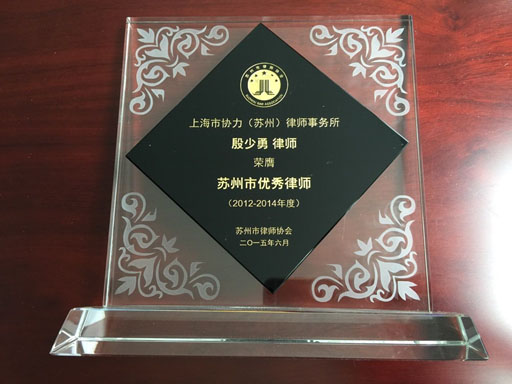 上海市协力（苏州）律师事务所
殷少勇 律师
荣膺
苏州市优秀律师
（2012-2014年度）
苏州市律师协会
二〇一五年六月